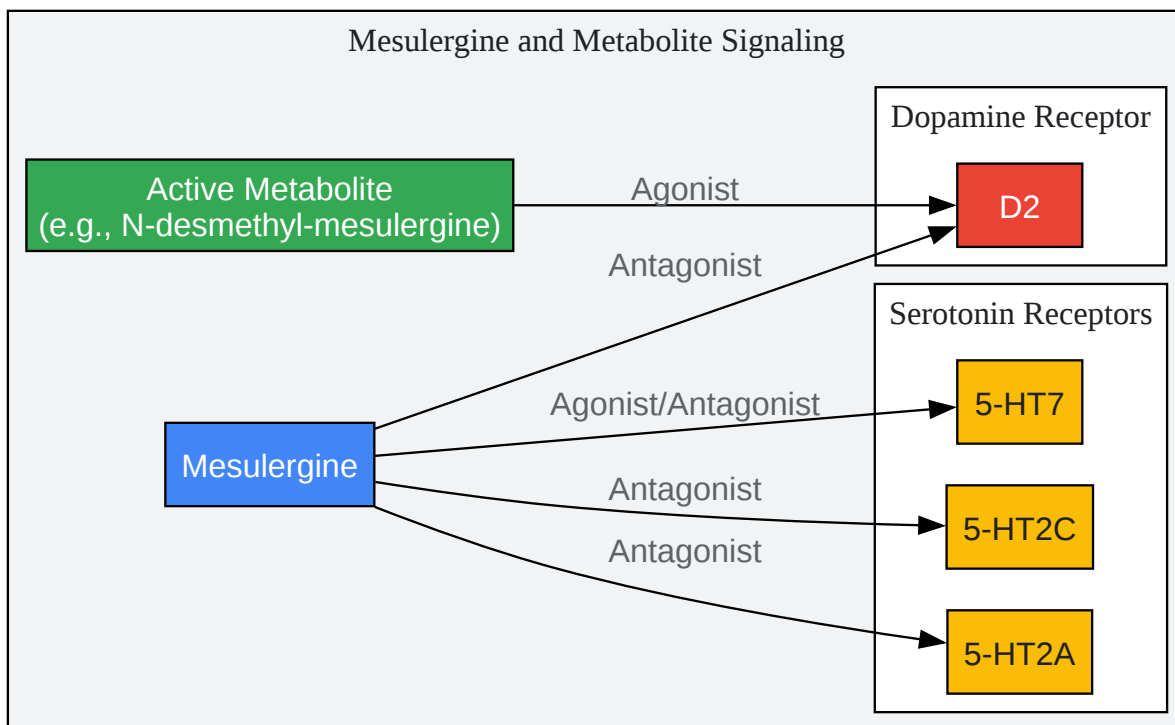 Mesulergine and Metabolite Signaling
Dopamine Receptor
Active Metabolite
(e.g., N-desmethyl-mesulergine)
Agonist
D2
Antagonist
Serotonin Receptors
Agonist/Antagonist
5-HT7
Mesulergine
Antagonist
5-HT2C
Antagonist
5-HT2A